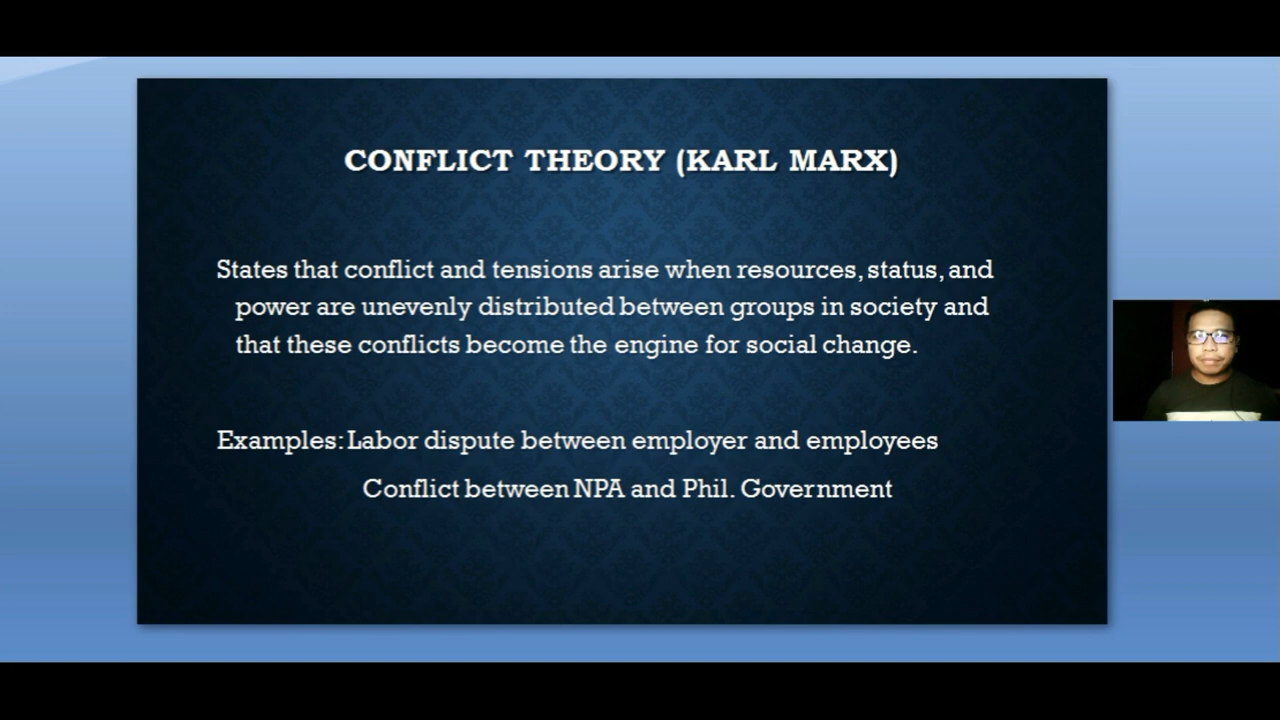 CONFLICT THEORY (KARL MARX)
States that conflict and tensions arise when resources, status, and
power are unevenly distributed between groups in society and
that these conflicts become the engine for social change.
Examples: Labor dispute between employer and employees
Conflict between NPA and Phil. Government